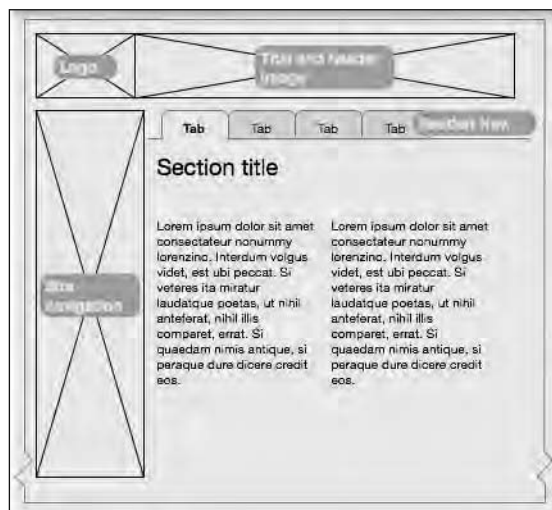 Logo
Title and header
image
Tab Tab Tab Tab
Section title
Lorem ipsum dolor sit amet
consectateur nonummy
lorenzino. Interdum volgus
videt, est ubi peccat. Si
veteres ita miratur
laudatque poetas, ut nihil
anteferat, nihil illis
comparet, errat. Si
quaedam nimis antique, si
peraque dure dicere credit
eos.
Lorem ipsum dolor sit amet
consectateur nonummy
lorenzino. Interdum volgus
videt, est ubi peccat. Si
veteres ita miratur
laudatque poetas, ut nihil
anteferat, nihil illis
comparet, errat. Si
quaedam nimis antique, si
peraque dure dicere credit
eos.
Site
navigation